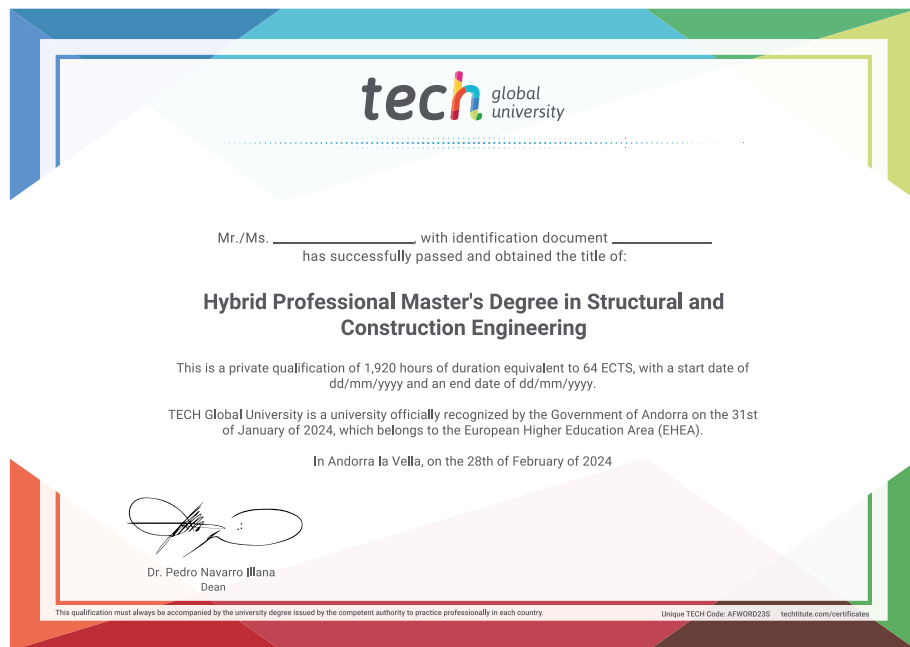 tech global university
Mr./Ms. ____________, with identification document ____________
has successfully passed and obtained the title of:
Hybrid Professional Master's Degree in Structural and
Construction Engineering
This is a private qualification of 1,920 hours of duration equivalent to 64 ECTS, with a start date of
dd/mm/yyyy and an end date of dd/mm/yyyy.
TECH Global University is a university officially recognized by the Government of Andorra on the 31st
of January of 2024, which belongs to the European Higher Education Area (EHEA).
In Andorra la Vella, on the 28th of February of 2024
Dr. Pedro Navarro Illana
Dean
This qualification must always be accompanied by the university degree issued by the competent authority to practice professionally in each country.
Unique TECH Code: AFWORD23S techtitute.com/certificates